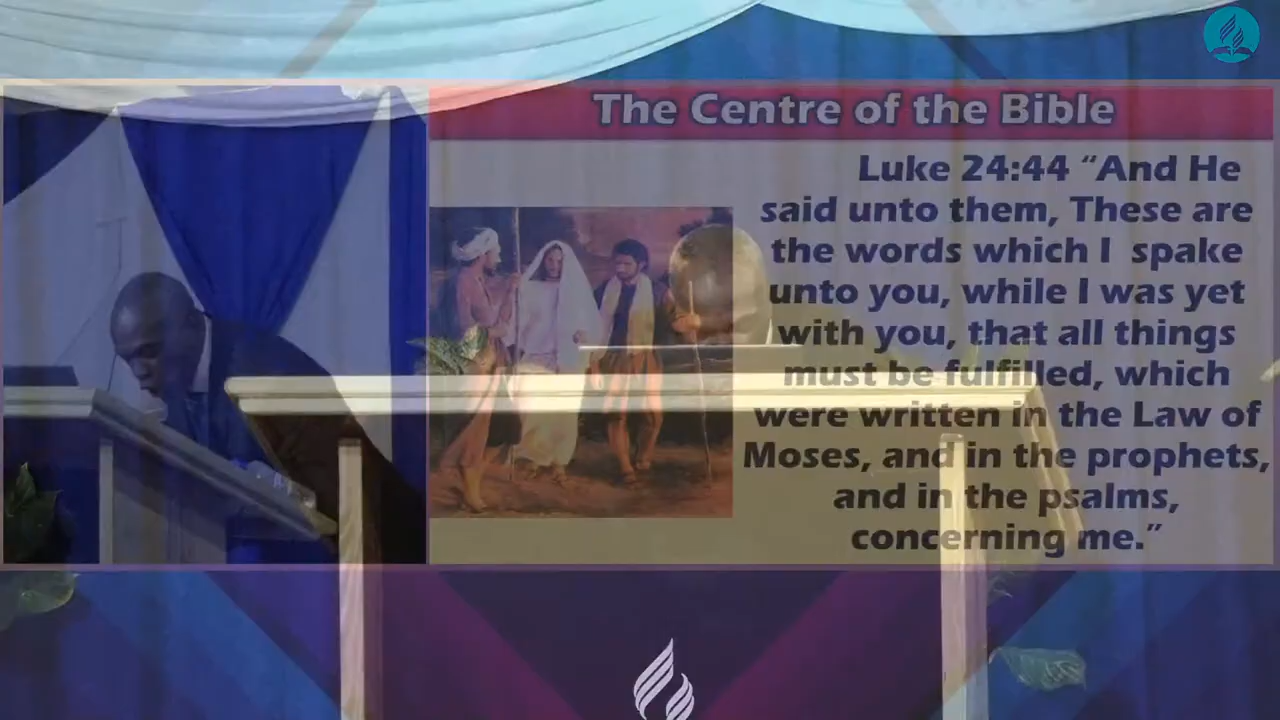 The Centre of the Bible
Luke 24:44 “And He
said unto them, These are
the words which I spake
unto you, while I was yet
with you, that all things
must be fulfilled, which
were written in the Law of
Moses, and in the prophets,
and in the psalms,
concerning me.”